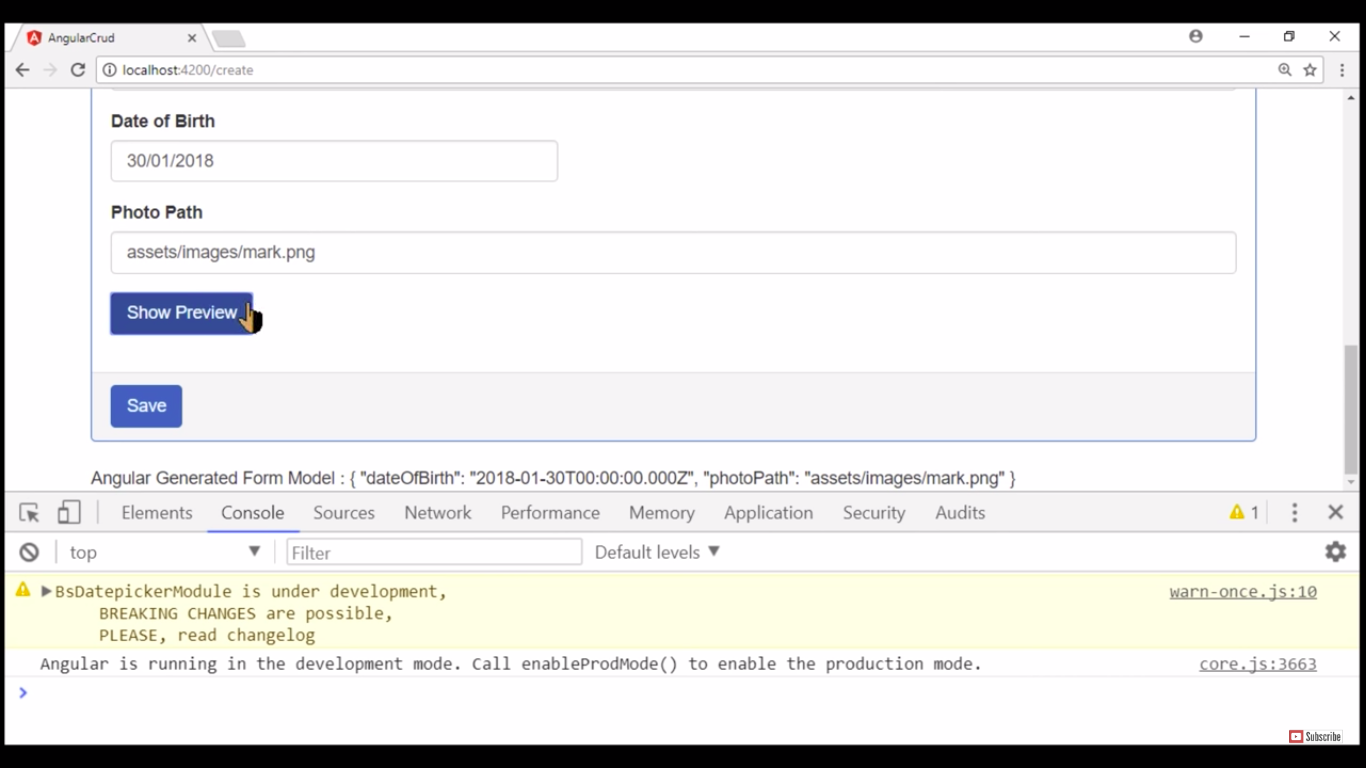 AngularCrud
localhost:4200/create
Date of Birth
30/01/2018
Photo Path
assets/images/mark.png
Show Preview
Save
Angular Generated Form Model : { "dateOfBirth": "2018-01-30T00:00:00.000Z", "photoPath": "assets/images/mark.png" }
Elements Console Sources Network Performance Memory Application Security Audits 1
top Filter Default levels
BsDatepickerModule is under development, warn-once.js:10
BREAKING CHANGES are possible,
PLEASE, read changelog
Angular is running in the development mode. Call enableProdMode() to enable the production mode. core.js:3663
Subscribe